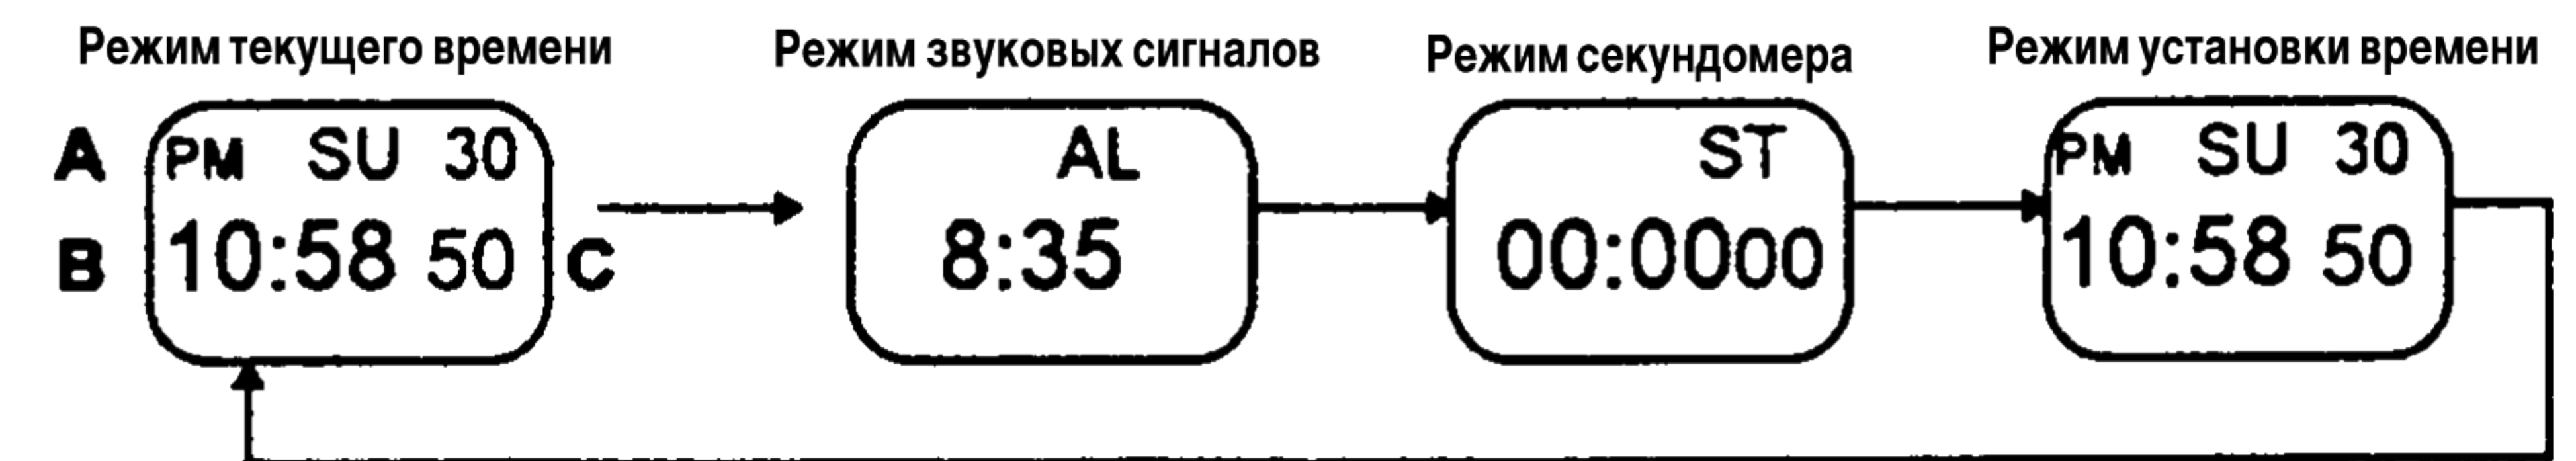 Режим текущего времени
Режим звуковых сигналов
Режим секундомера
Режим установки времени
A
PM SU 30
B
10:58 50
C
AL
8:35
ST
00:0000
PM SU 30
10:58 50